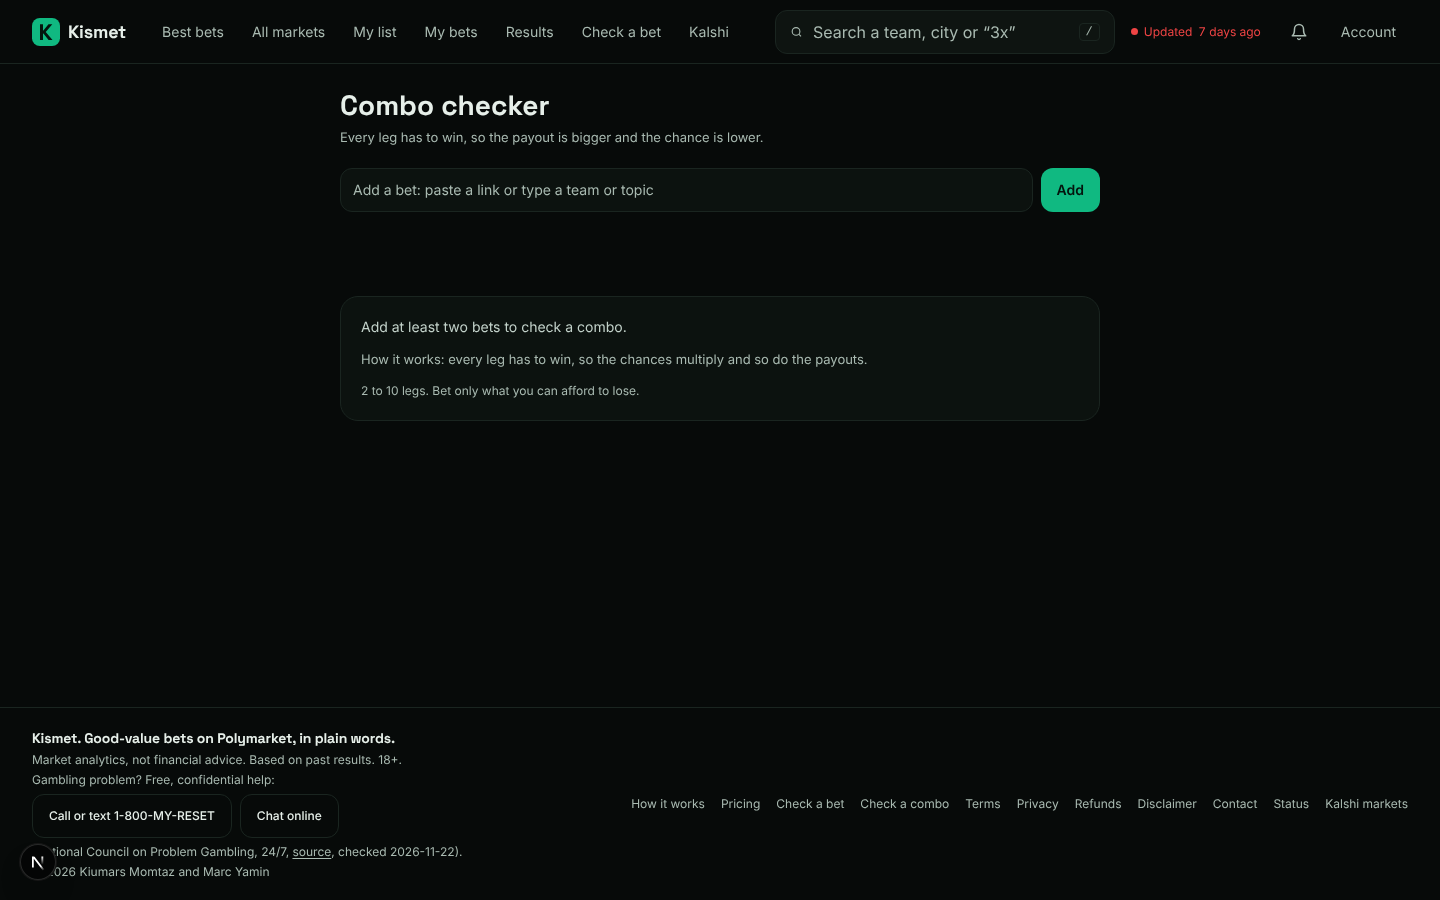 Kismet
Best bets
All markets
My list
My bets
Results
Check a bet
Kalshi
Search a team, city or “3x”
/
Updated 7 days ago
Account
Combo checker
Every leg has to win, so the payout is bigger and the chance is lower.
Add a bet: paste a link or type a team or topic
Add
Add at least two bets to check a combo.
How it works: every leg has to win, so the chances multiply and so do the payouts.
2 to 10 legs. Bet only what you can afford to lose.
Kismet. Good-value bets on Polymarket, in plain words.
Market analytics, not financial advice. Based on past results. 18+.
Gambling problem? Free, confidential help:
Call or text 1-800-MY-RESET
Chat online
How it works
Pricing
Check a bet
Check a combo
Terms
Privacy
Refunds
Disclaimer
Contact
Status
Kalshi markets
Council on Problem Gambling, 24/7, source, checked 2026-11-22).
Kiumars Momtaz and Marc Yamin